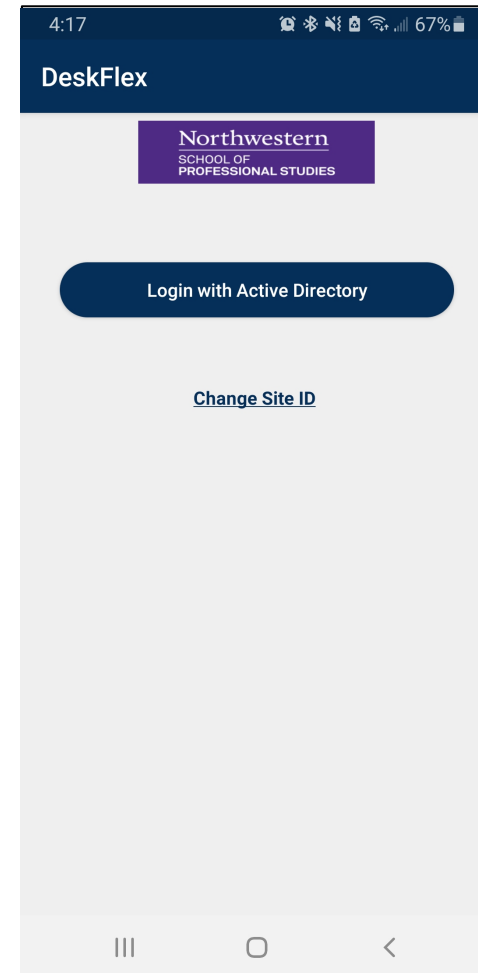 4:17 67%
DeskFlex
Northwestern
SCHOOL OF
PROFESSIONAL STUDIES
Login with Active Directory
Change Site ID